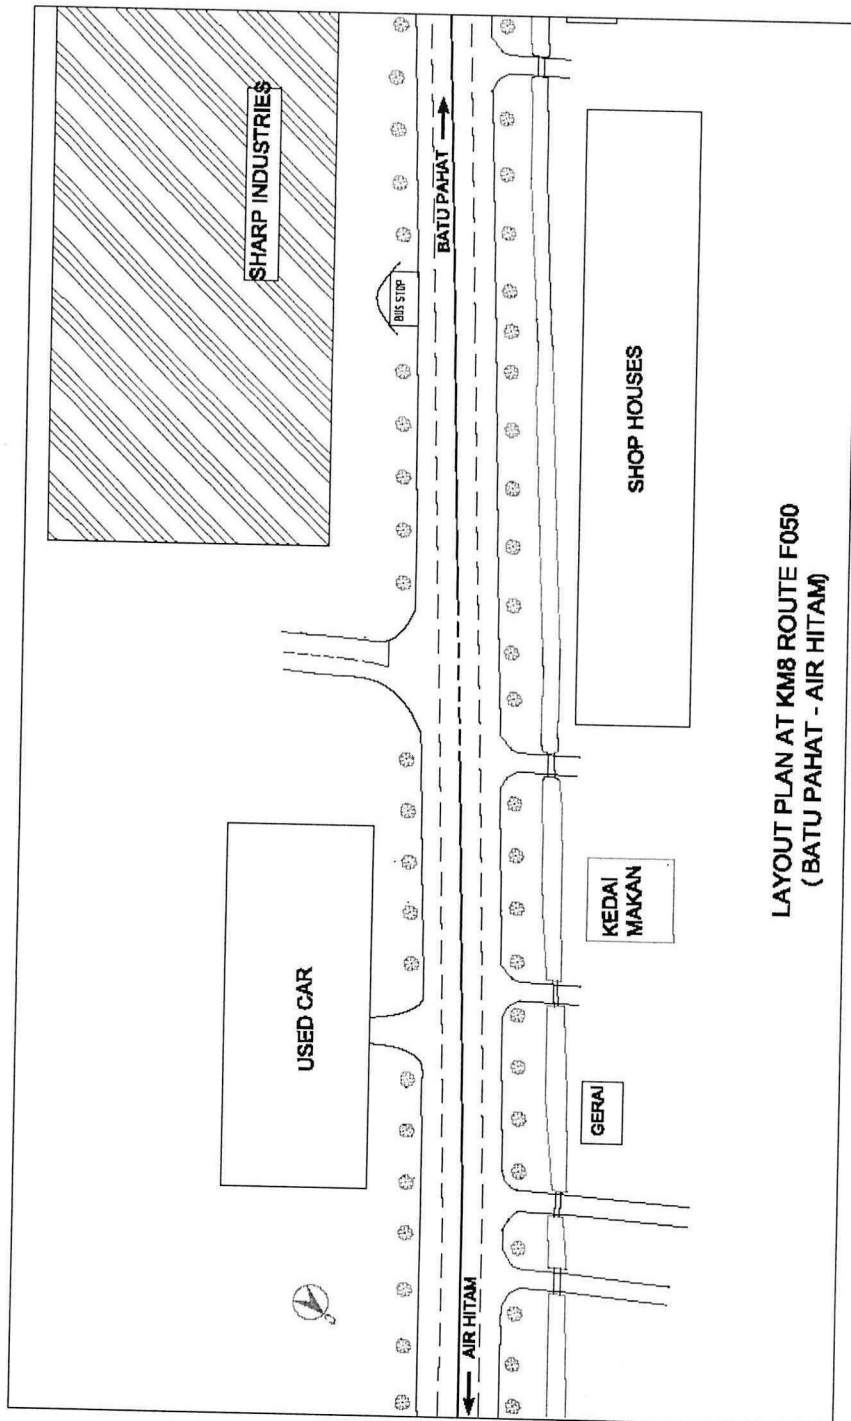 SHARP INDUSTRIES
BATU PAHAT
BUS STOP
SHOP HOUSES
USED CAR
KEDAI
MAKAN
GERAI
AIR HITAM
LAYOUT PLAN AT KM8 ROUTE F050
( BATU PAHAT - AIR HITAM)